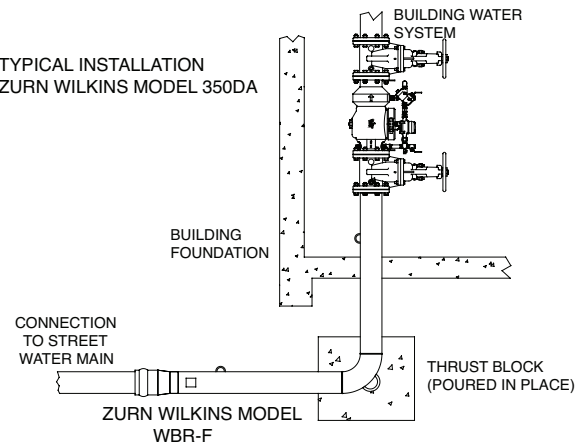 BUILDING WATER
SYSTEM
TYPICAL INSTALLATION
ZURN WILKINS MODEL 350DA
BUILDING
FOUNDATION
CONNECTION
TO STREET
WATER MAIN
THRUST BLOCK
(POURED IN PLACE)
ZURN WILKINS MODEL
WBR-F